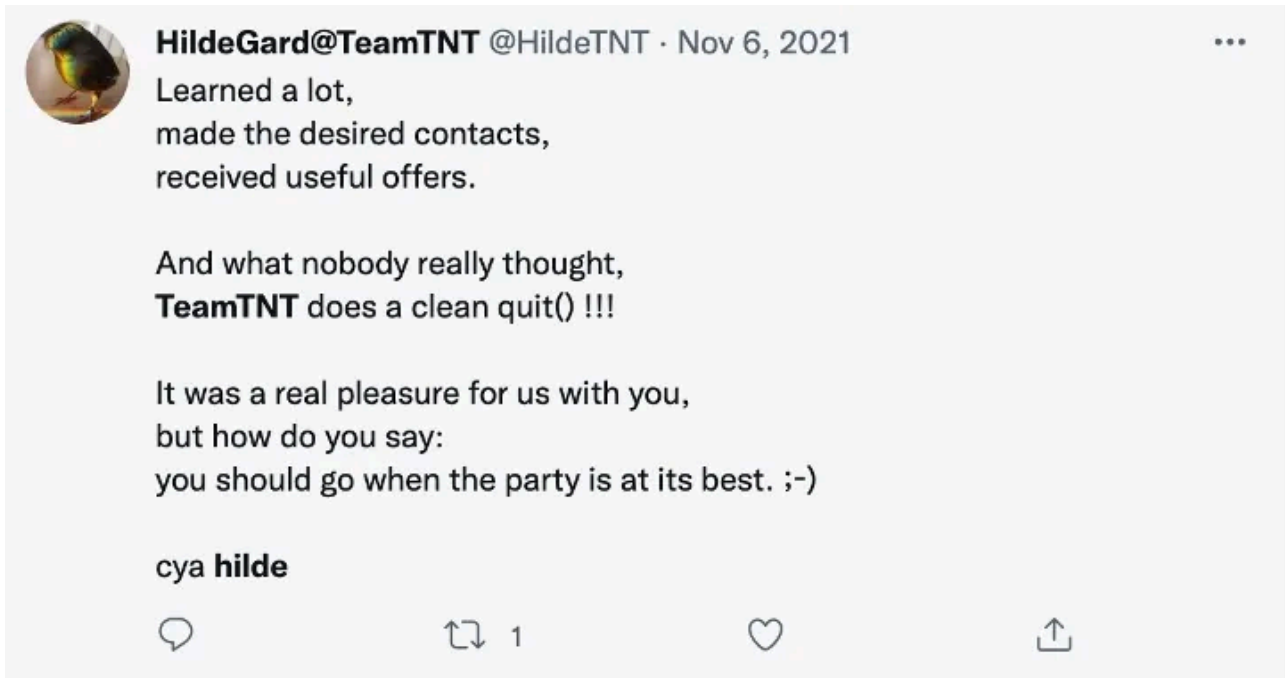 HildeGard@TeamTNT @HildeTNT · Nov 6, 2021
Learned a lot,
made the desired contacts,
received useful offers.
And what nobody really thought,
TeamTNT does a clean quit() !!!
It was a real pleasure for us with you,
but how do you say:
you should go when the party is at its best. ;-)
cya hilde
1